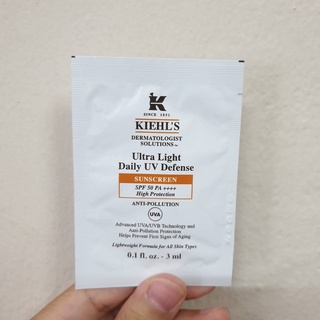 K
SINCE 1851
KIEHL'S
DERMATOLOGIST
SOLUTIONS™
Ultra Light
Daily UV Defense
SUNSCREEN
SPF 50 PA ++++
High Protection
ANTI-POLLUTION
UVA
Advanced UVA/UVB Technology and
Anti-Pollution Protection
Helps Prevent First Signs of Aging
Lightweight Formula for All Skin Types
0.1 fl. oz. - 3 ml